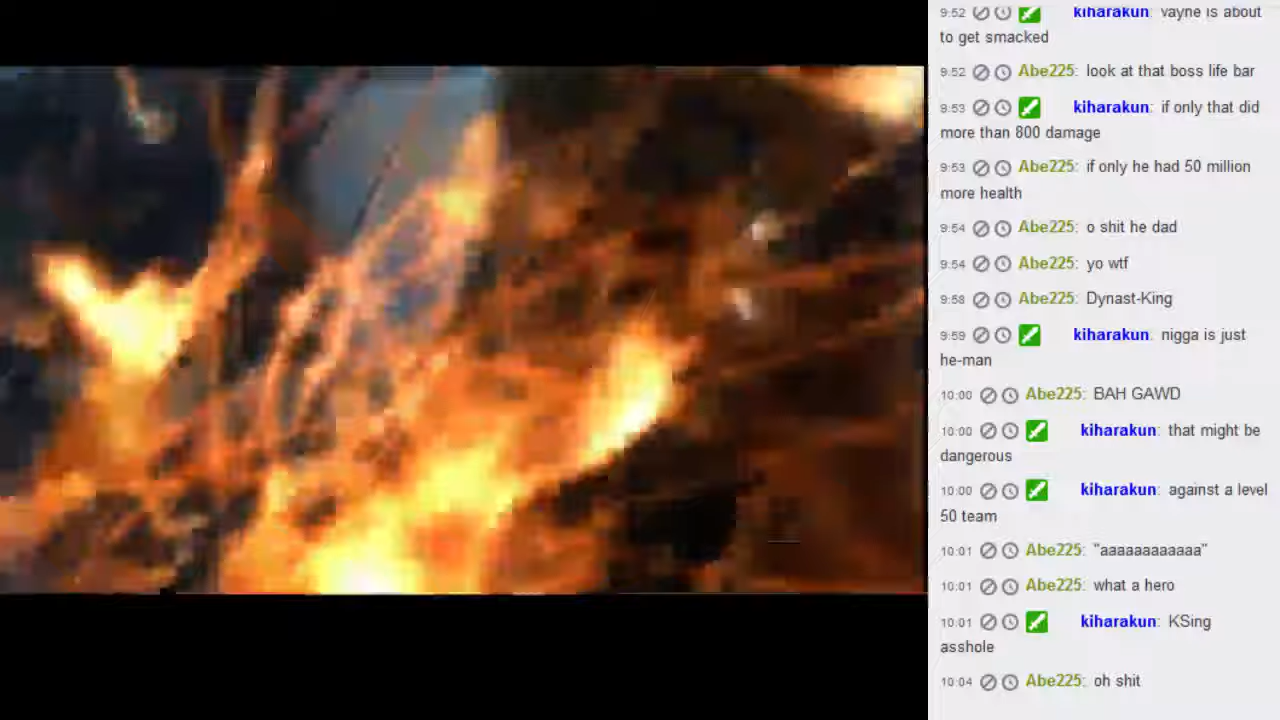 9:52 kiharakun: vayne is about
to get smacked
9:52 Abe225: look at that boss life bar
9:53 kiharakun: if only that did
more than 800 damage
9:53 Abe225: if only he had 50 million
more health
9:54 Abe225: o shit he dad
9:54 Abe225: yo wtf
9:58 Abe225: Dynast-King
9:59 kiharakun: nigga is just
he-man
10:00 Abe225: BAH GAWD
10:00 kiharakun: that might be
dangerous
10:00 kiharakun: against a level
50 team
10:01 Abe225: "aaaaaaaaaaaa"
10:01 Abe225: what a hero
10:01 kiharakun: KSing
asshole
10:04 Abe225: oh shit